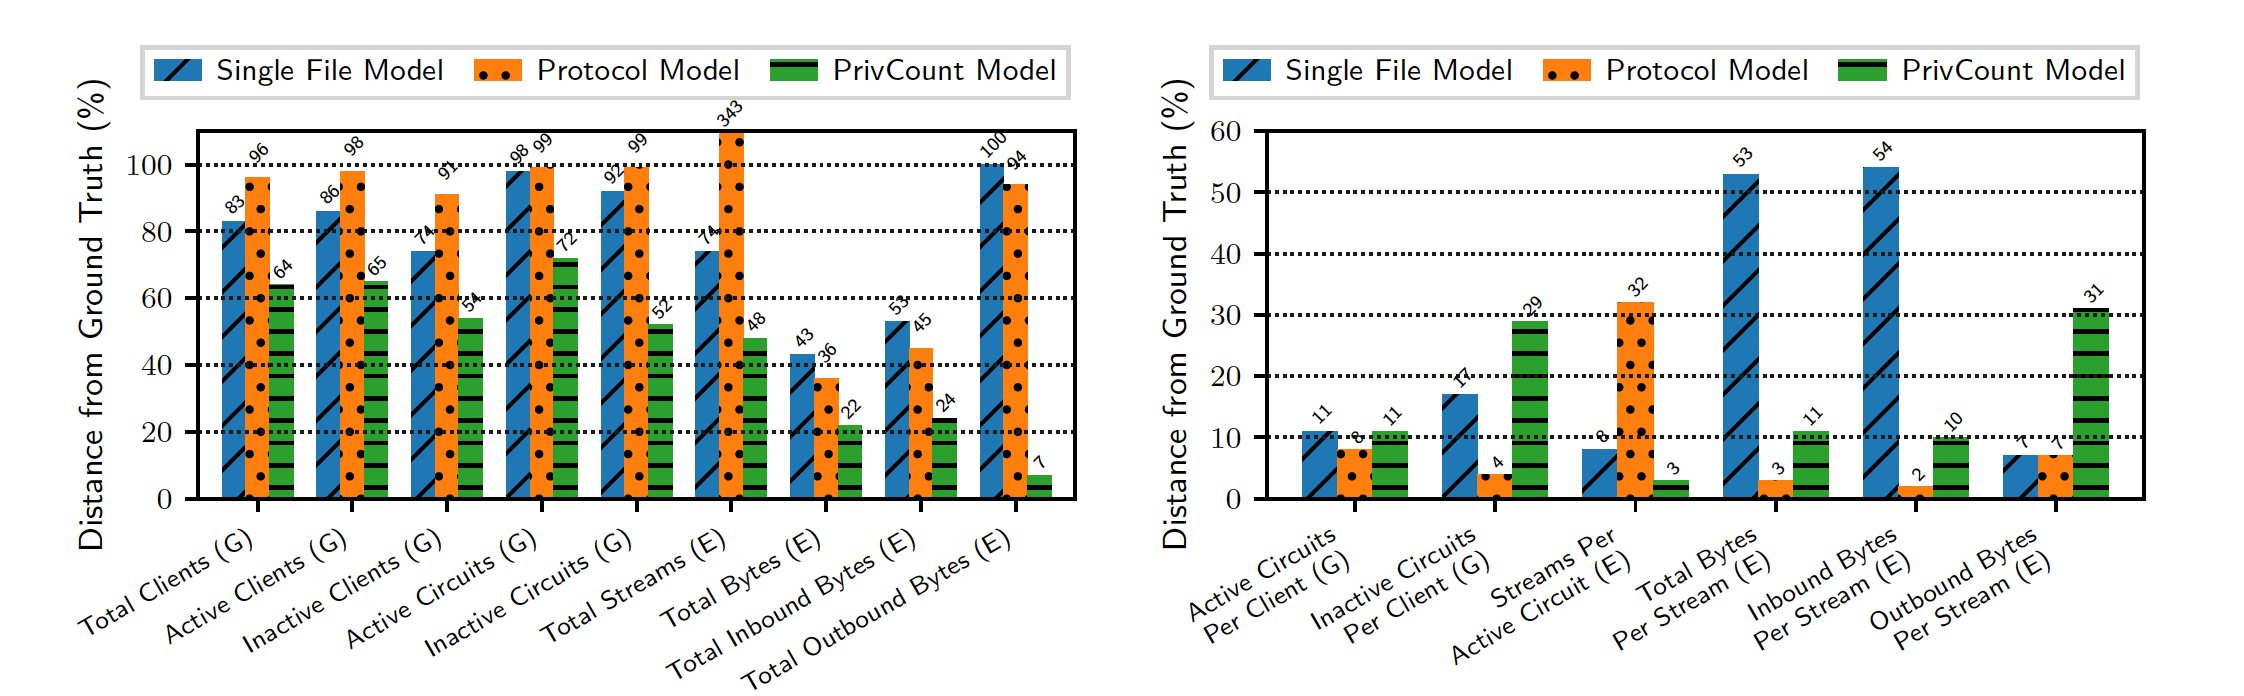 Single File Model Protocol Model PrivCount Model
Distance from Ground Truth (%)
100
80
60
40
20
0
83 96 64
86 98 65
74 91 54
98 99 72
92 99 52
74 343 48
43 36 22
53 45 24
100 94 7
Total Clients (G)
Active Clients (G)
Inactive Clients (G)
Active Circuits (G)
Inactive Circuits (G)
Total Streams (E)
Total Bytes (E)
Total Inbound Bytes (E)
Total Outbound Bytes (E)
Single File Model Protocol Model PrivCount Model
Distance from Ground Truth (%)
60
50
40
30
20
10
0
11 8 11
17 4 29
8 32 3
53 3 11
54 2 10
7 7 31
Active Circuits
Per Client (G)
Inactive Circuits
Per Client (G)
Streams Per
Active Circuit (E)
Total Bytes
Per Stream (E)
Inbound Bytes
Per Stream (E)
Outbound Bytes
Per Stream (E)